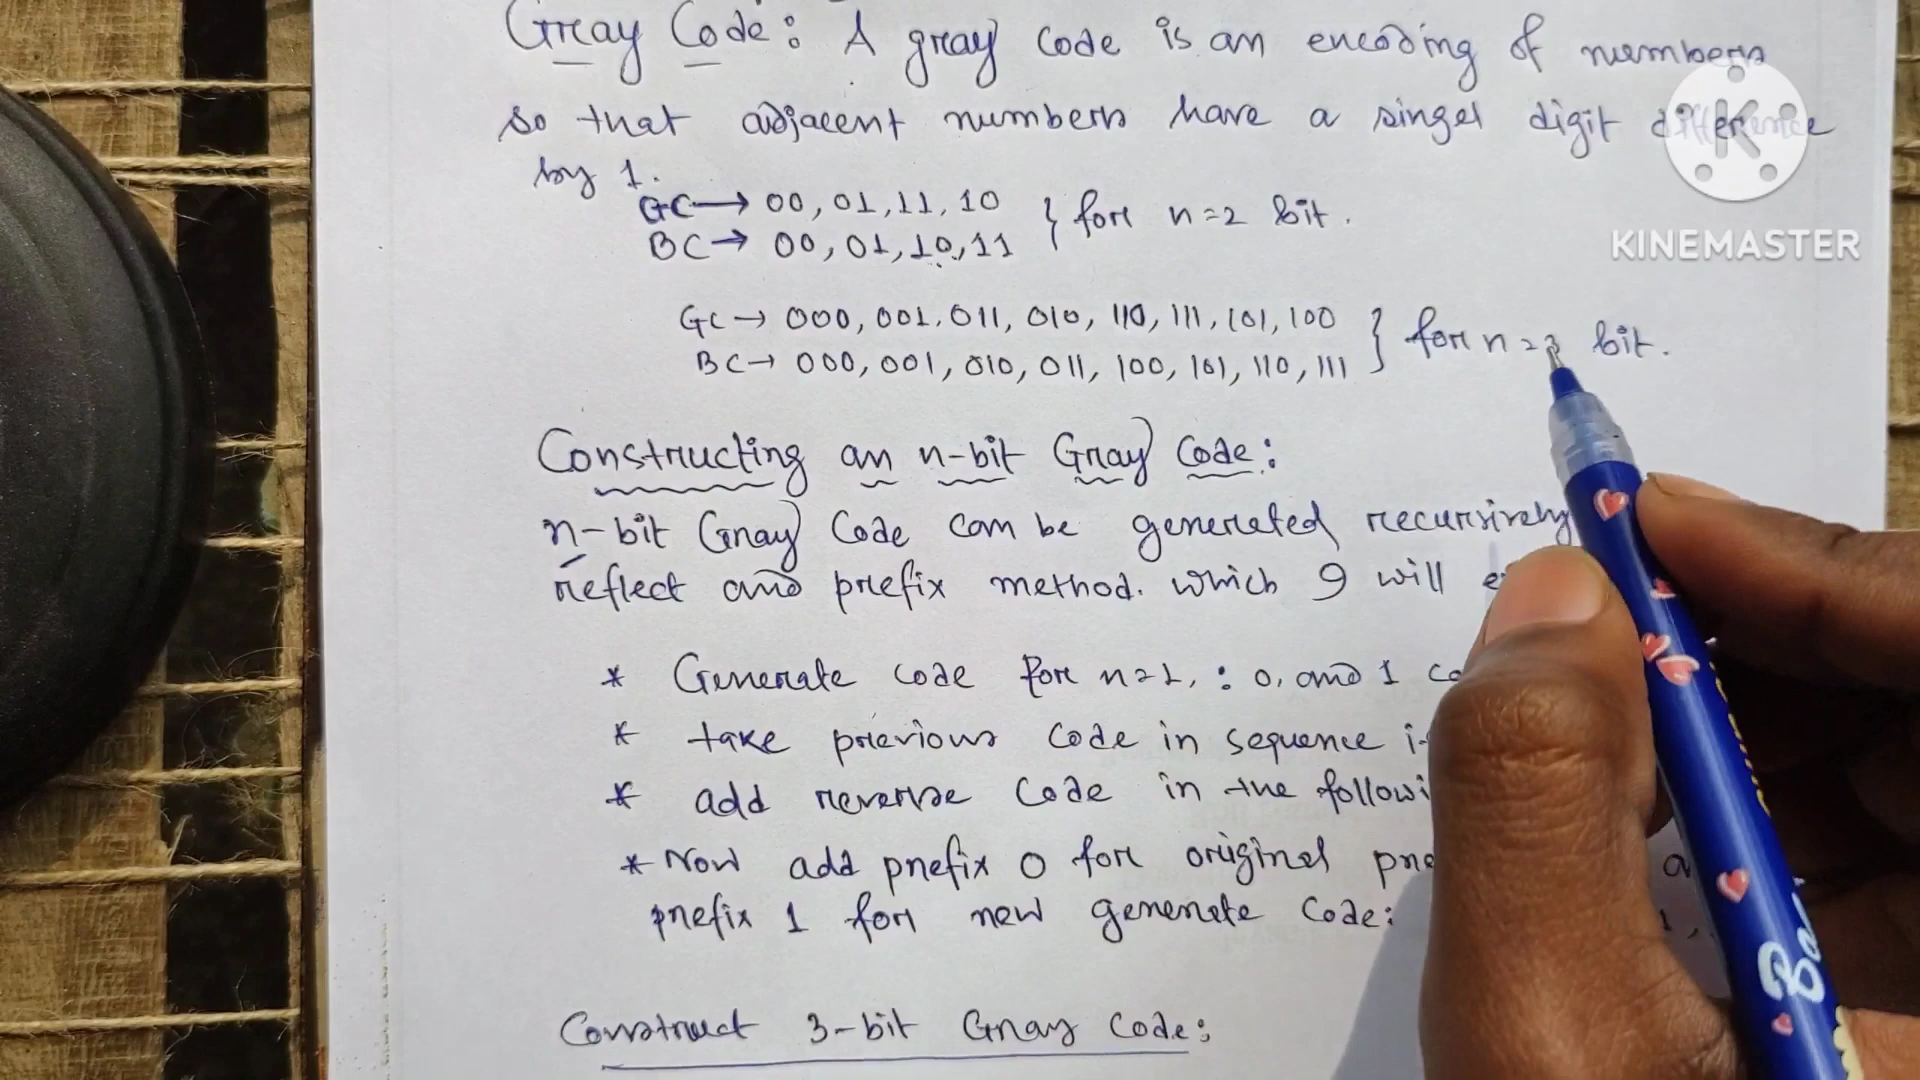 Gray Code: A gray code is an encoding of numbers
so that adjacent numbers have a singel digit difference
by 1.
GC → 00, 01, 11, 10 } for n=2 bit.
BC → 00, 01, 10, 11
GC → 000, 001, 011, 010, 110, 111, 101, 100 } for n=3 bit.
BC → 000, 001, 010, 011, 100, 101, 110, 111
KINEMASTER
Constructing an n-bit Gray Code:
n-bit Gray Code can be generated recursively
reflect and prefix method. which I will
* Generate code for n=1, : 0, and 1
* take previous code in sequence
* add reverse Code in the
* Now add prefix 0 for original
prefix 1 for new generate Code:
Construct 3-bit Gray Code: